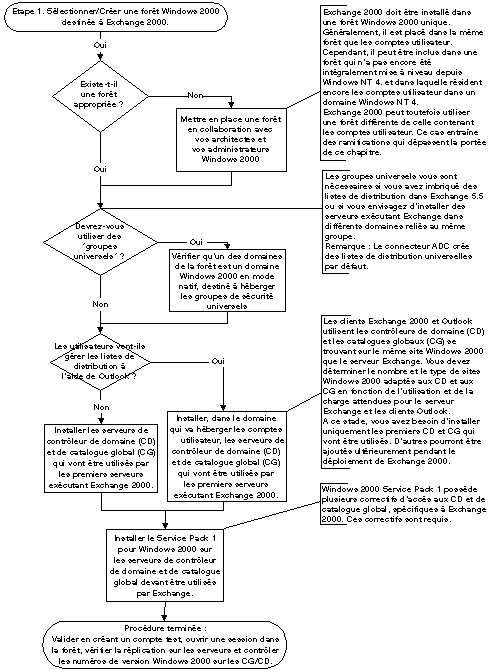 Etape 1. Sélectionner/Créer une forêt Windows 2000
destinée à Exchange 2000.
Oui
Existe-t-il
une forêt
appropriée ?
Non
Mettre en place une forêt
en collaboration avec
vos architectes et
vos administrateurs
Windows 2000
Exchange 2000 doit être installé dans
une forêt Windows 2000 unique.
Généralement, il est placé dans la même
forêt que les comptes utilisateur.
Cependant, il peut être inclus dans une
forêt qui n'a pas encore été
intégralement mise à niveau depuis
Windows NT 4. et dans laquelle résident
encore les comptes utilisateur dans un
domaine Windows NT 4.
Exchange 2000 peut toutefois utiliser
une forêt différente de celle contenant
les comptes utilisateur. Ce cas entraîne
des ramifications qui dépassent la portée
de ce chapitre.
Oui
Devrez-vous
utiliser des
'groupes
universels' ?
Oui
Vérifier qu'un des domaines
de la forêt est un domaine
Windows 2000 en mode
natif, destiné à héberger
les groupes de sécurité
universels
Les groupes universels vous sont
nécessaires si vous avez imbriqué des
listes de distribution dans Exchange 5.5
ou si vous envisagez d'installer des
serveurs exécutant Exchange dans
différents domaines reliés au même
groupe.
Remarque : Le connecteur ADC crée
des listes de distribution universelles
par défaut.
Non
Les utilisateurs vont-ils
gérer les listes de
distribution à
l'aide de Outlook ?
Oui
Non
Installer les serveurs de
contrôleur de domaine (CD)
et de catalogue global (CG)
qui vont être utilisés par
les premiers serveurs
exécutant Exchange 2000.
Installer, dans le domaine
qui va héberger les comptes
utilisateur, les serveurs de
contrôleur de domaine (CD)
et de catalogue global (CG)
qui vont être utilisés par
les premiers serveurs
exécutant Exchange 2000.
Les clients Exchange 2000 et Outlook
utilisent les contrôleurs de domaine (CD)
et les catalogues globaux (CG) se
trouvant sur le même site Windows 2000
que le serveur Exchange. Vous devez
déterminer le nombre et le type de sites
Windows 2000 adaptés aux CD et aux
CG en fonction de l'utilisation et de la
charge attendues pour le serveur
Exchange et les clients Outlook.
A ce stade, vous avez besoin d'installer
uniquement les premiers CD et CG qui
vont être utilisés. D'autres pourront être
ajoutés ultérieurement pendant le
déploiement de Exchange 2000.
Windows 2000 Service Pack 1 possède
plusieurs correctifs d'accès aux CD et de
catalogue global, spécifiques à Exchange
2000. Ces correctifs sont requis.
Installer le Service Pack 1
pour Windows 2000 sur
les serveurs de contrôleur
de domaine et de catalogue
global devant être utilisés
par Exchange.
Procédure terminée :
Valider en créant un compte test, ouvrir une session dans
la forêt, vérifier la réplication sur les serveurs et contrôler
les numéros de version Windows 2000 sur les CG/CD.